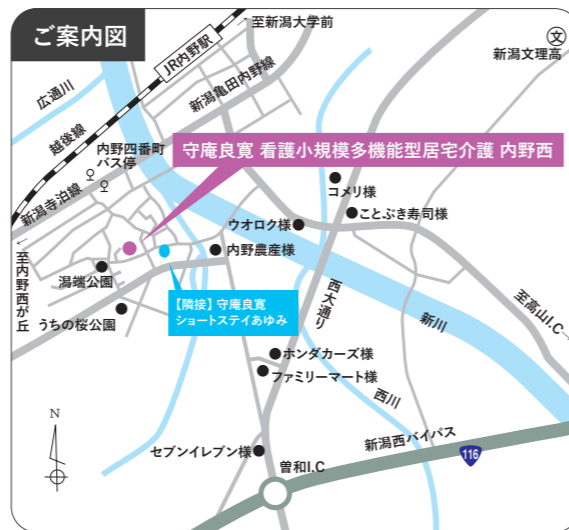 ご案内図
至新潟大学前
文
新潟文理高
JR内野駅
広通川
越後線
新潟亀田内野線
内野四番町
バス停
守庵良寛 看護小規模多機能型居宅介護 内野西
新潟寺泊線
コメリ様
ことぶき寿司様
ウオロク様
内野農産様
至内野西が丘
潟端公園
うちの桜公園
【隣接】守庵良寛
ショートステイあゆみ
西大通り
新川
至高山I.C
ホンダカーズ様
ファミリーマート様
西川
N
新潟西バイパス
セブンイレブン様
116
曽和I.C